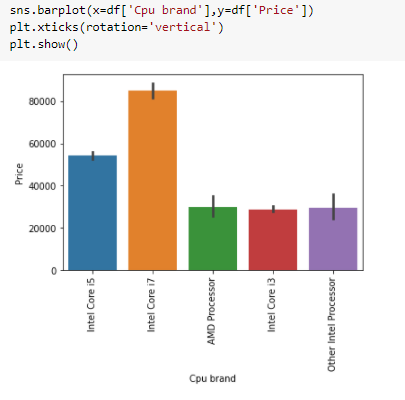 sns.barplot(x=df['Cpu brand'],y=df['Price'])
plt.xticks(rotation='vertical')
plt.show()
80000
60000
40000
20000
0
Price
Intel Core i5
Intel Core i7
AMD Processor
Intel Core i3
Other Intel Processor
Cpu brand